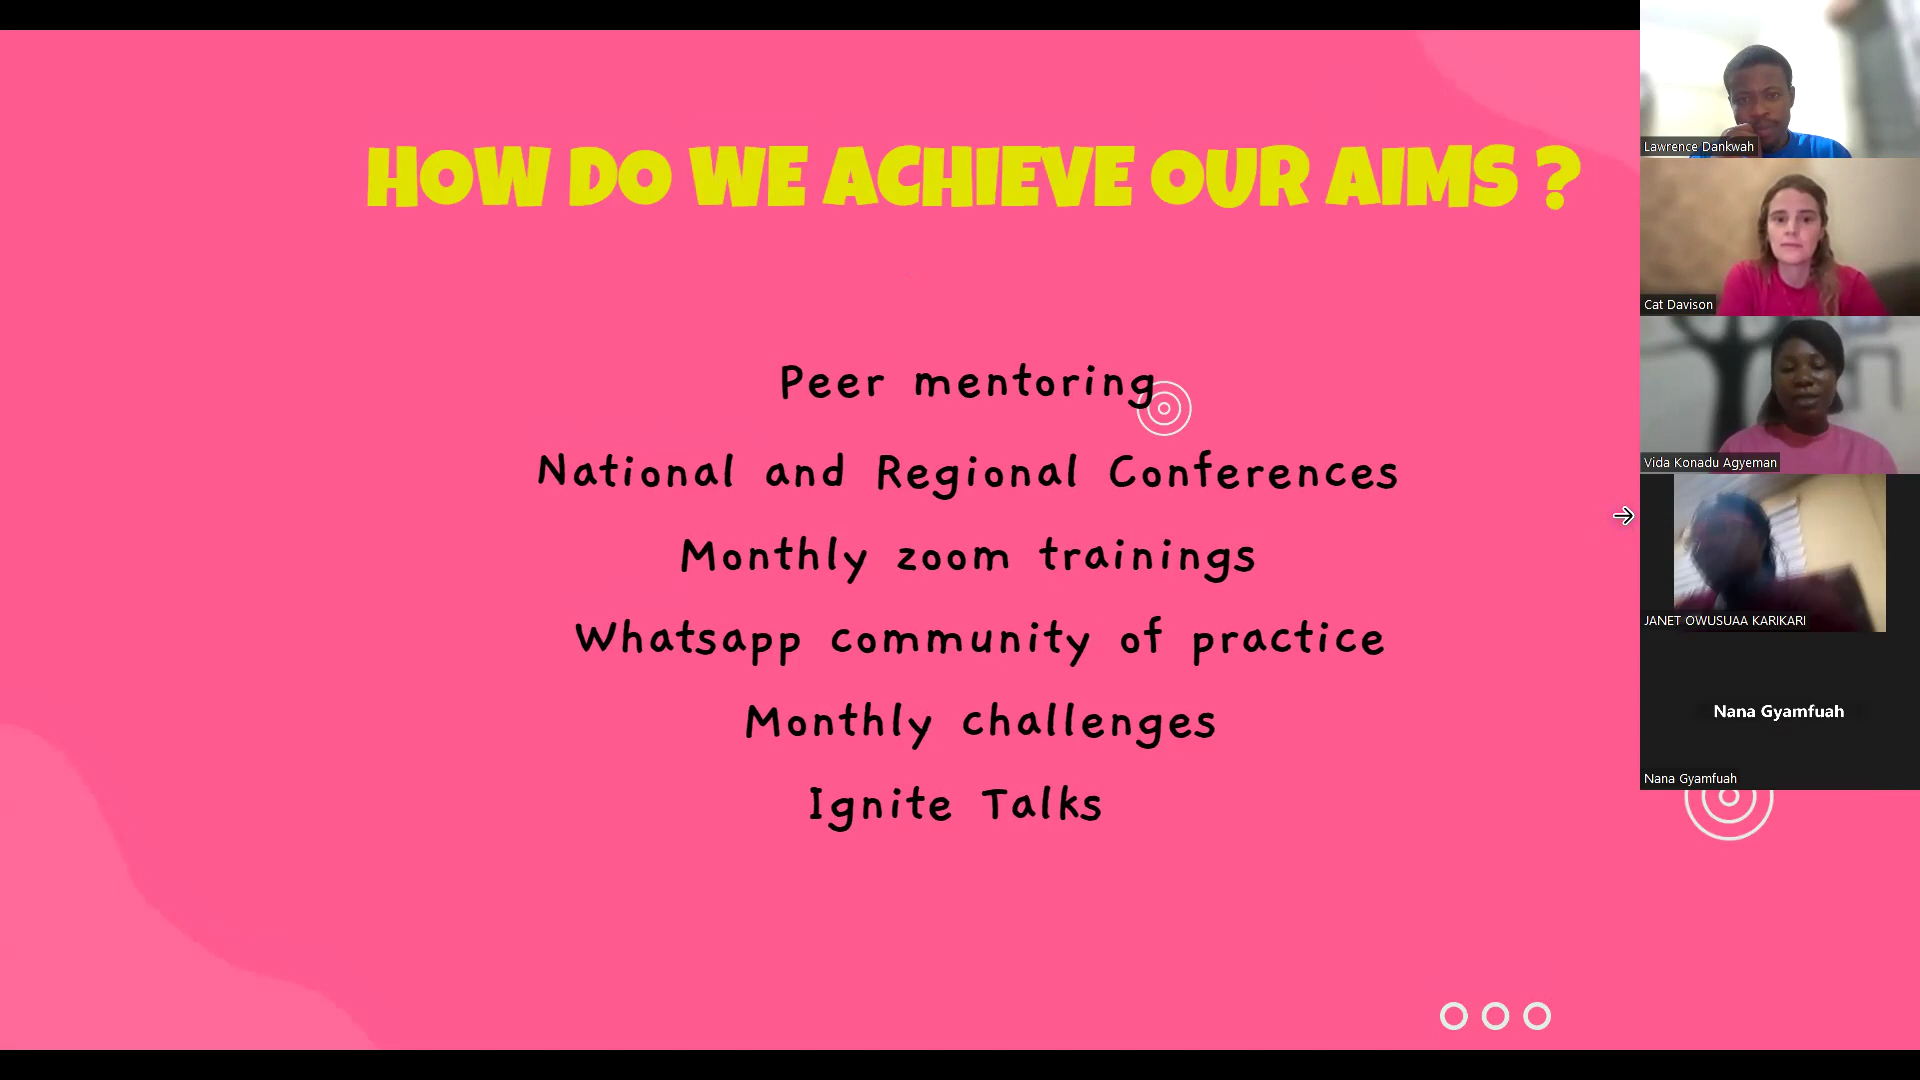 HOW DO WE ACHIEVE OUR AIMS ?
Peer mentoring
National and Regional Conferences
Monthly zoom trainings
Whatsapp community of practice
Monthly challenges
Ignite Talks
Lawrence Dankwah
Cat Davison
Vida Konadu Agyeman
JANET OWUSUAA KARIKARI
Nana Gyamfuah
Nana Gyamfuah